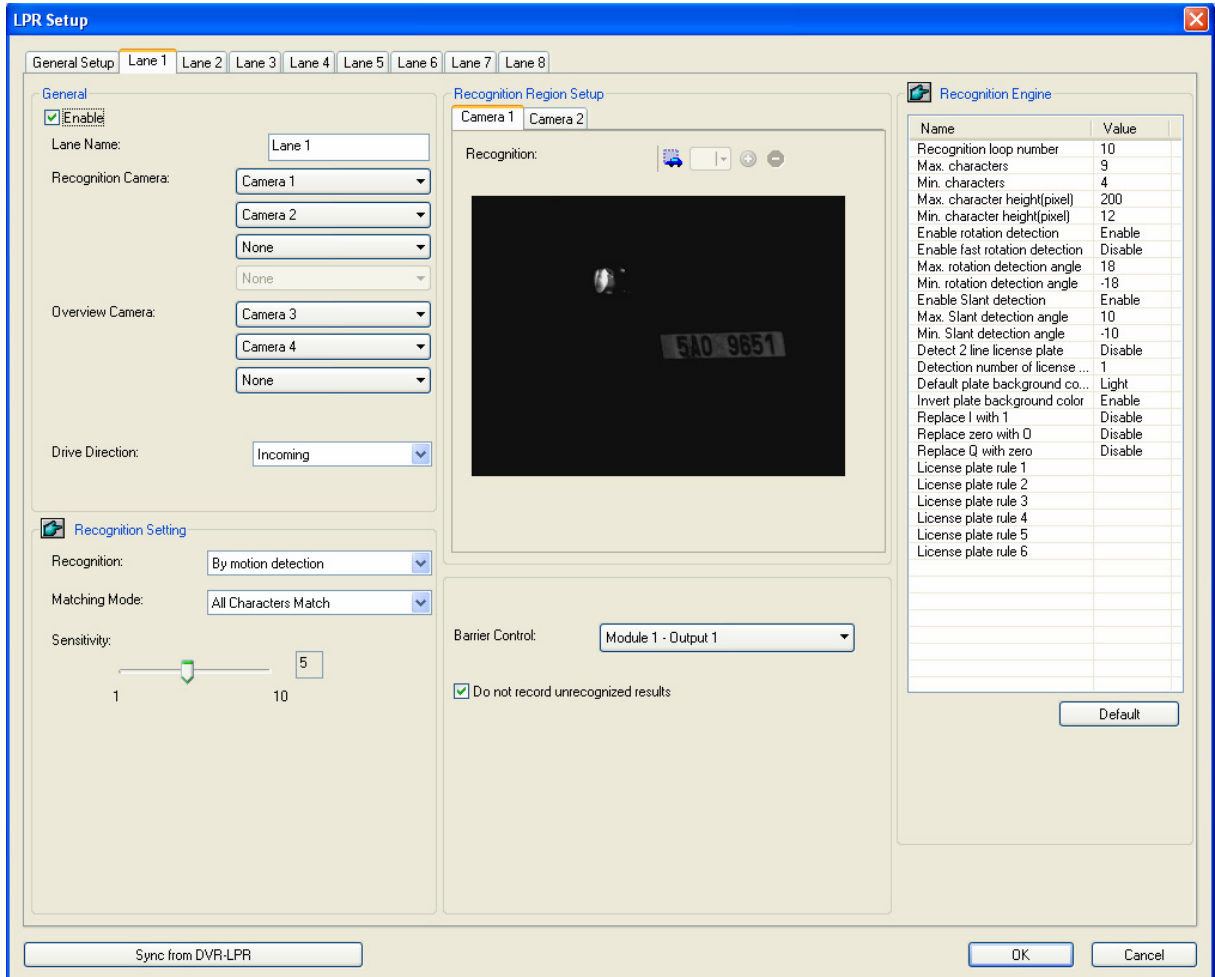 LPR Setup
General Setup Lane 1 Lane 2 Lane 3 Lane 4 Lane 5 Lane 6 Lane 7 Lane 8
General
Enable
Lane Name: Lane 1
Recognition Camera: Camera 1
Camera 2
None
None
Overview Camera: Camera 3
Camera 4
None
Drive Direction: Incoming
Recognition Setting
Recognition: By motion detection
Matching Mode: All Characters Match
Sensitivity:
5
1 10
Recognition Region Setup
Camera 1 Camera 2
Recognition:
5A0 9651
Barrier Control: Module 1 - Output 1
Do not record unrecognized results
Recognition Engine
Name Value
Recognition loop number 10
Max. characters 9
Min. characters 4
Max. character height(pixel) 200
Min. character height(pixel) 12
Enable rotation detection Enable
Enable fast rotation detection Disable
Max. rotation detection angle 18
Min. rotation detection angle -18
Enable Slant detection Enable
Max. Slant detection angle 10
Min. Slant detection angle -10
Detect 2 line license plate Disable
Detection number of license ... 1
Default plate background co... Light
Invert plate background color Enable
Replace I with 1 Disable
Replace zero with O Disable
Replace Q with zero Disable
License plate rule 1
License plate rule 2
License plate rule 3
License plate rule 4
License plate rule 5
License plate rule 6
Default
Sync from DVR-LPR
OK Cancel